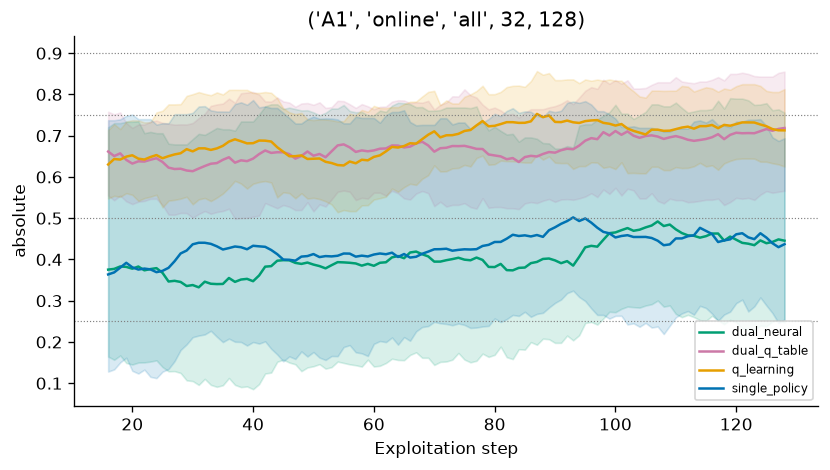 ('A1', 'online', 'all', 32, 128)
absolute
0.9
0.8
0.7
0.6
0.5
0.4
0.3
0.2
0.1
20
40
60
80
100
120
Exploitation step
dual_neural
dual_q_table
q_learning
single_policy